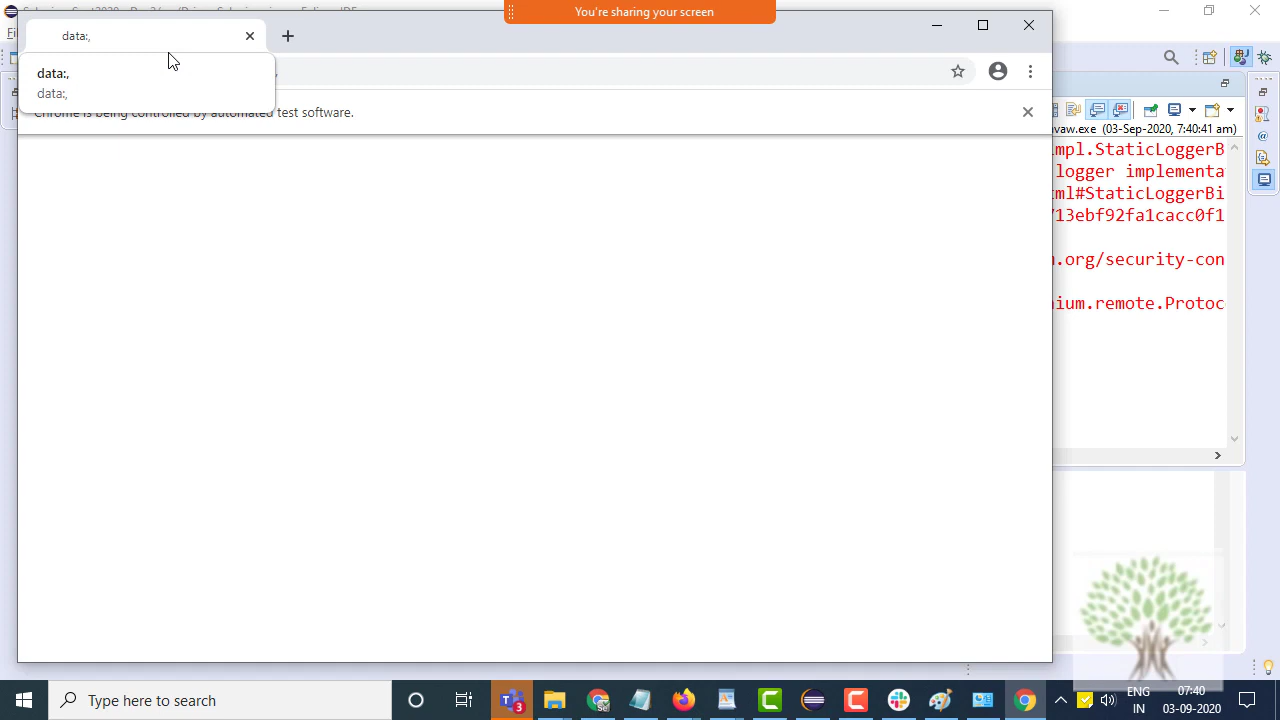 You're sharing your screen
data:,
data:,
data:,
Chrome is being controlled by automated test software.
vaw.exe (03-Sep-2020, 7:40:41 am)
mpl.StaticLoggerB
logger implementa
ml#StaticLoggerBi
713ebf92fa1cacc0f1
.org/security-con
ium.remote.Protoc
Type here to search
3
ENG
IN
07:40
03-09-2020